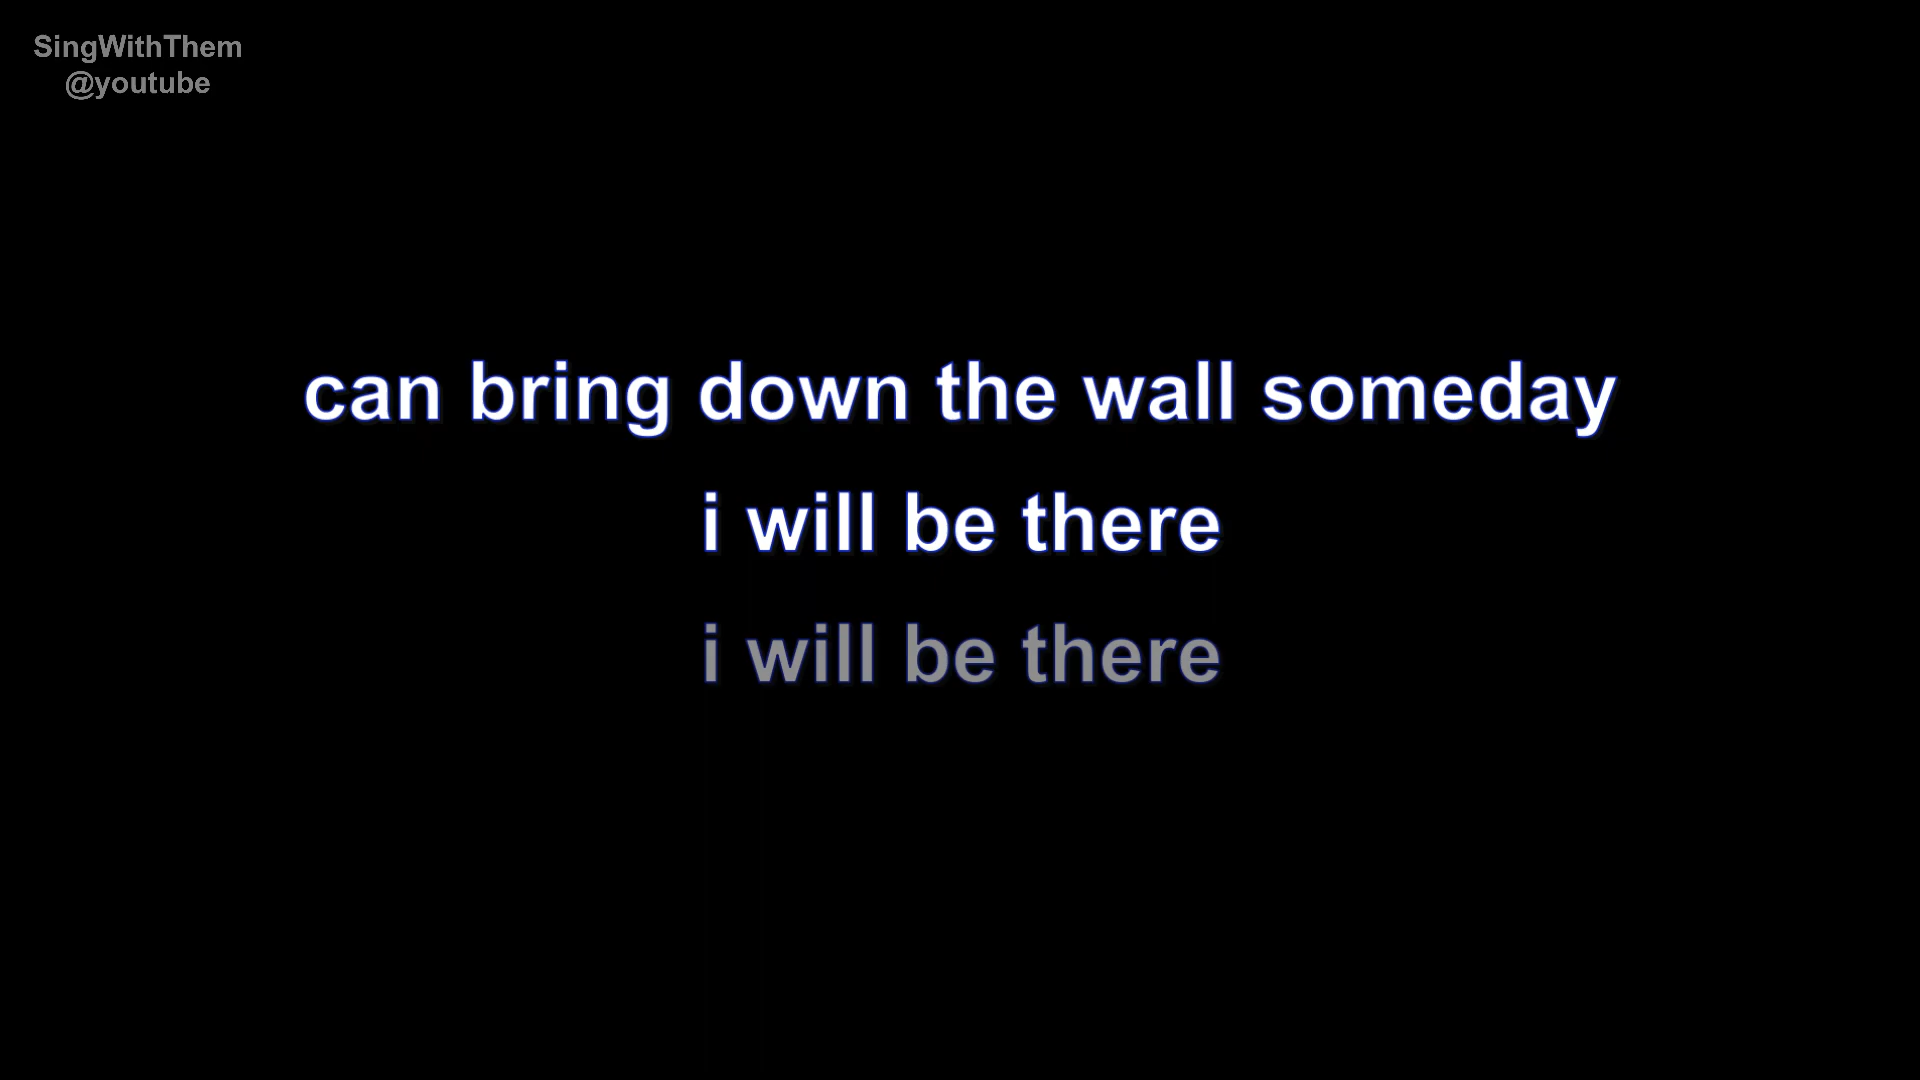 SingWithThem
@youtube
can bring down the wall someday
i will be there
i will be there